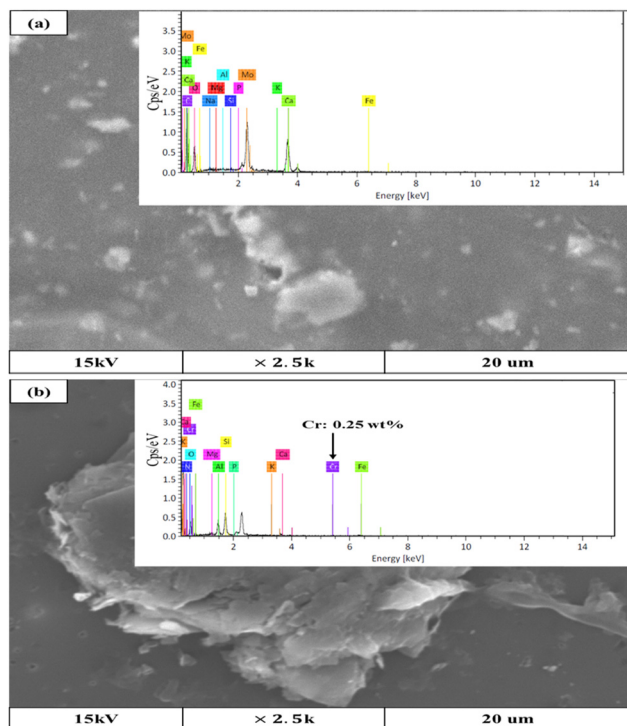 (a)
Cps/eV
3.5
3.0
2.5
2.0
1.5
1.0
0.5
0.0
Mo
Fe
K
Al
Mo
Ca
O
Mg
P
K
C
Na
Si
Ca
Fe
2 4 6 8 10 12 14
Energy [keV]
15kV × 2.5k 20 um
(b)
Cps/eV
4.0
3.5
3.0
2.5
2.0
1.5
1.0
0.5
0.0
Fe
Ca
Cr
Cr: 0.25 wt%
C
Si
O
Mg
Ca
N
Al
P
K
Cr
Fe
2 4 6 8 10 12 14
Energy [keV]
15kV × 2.5k 20 um